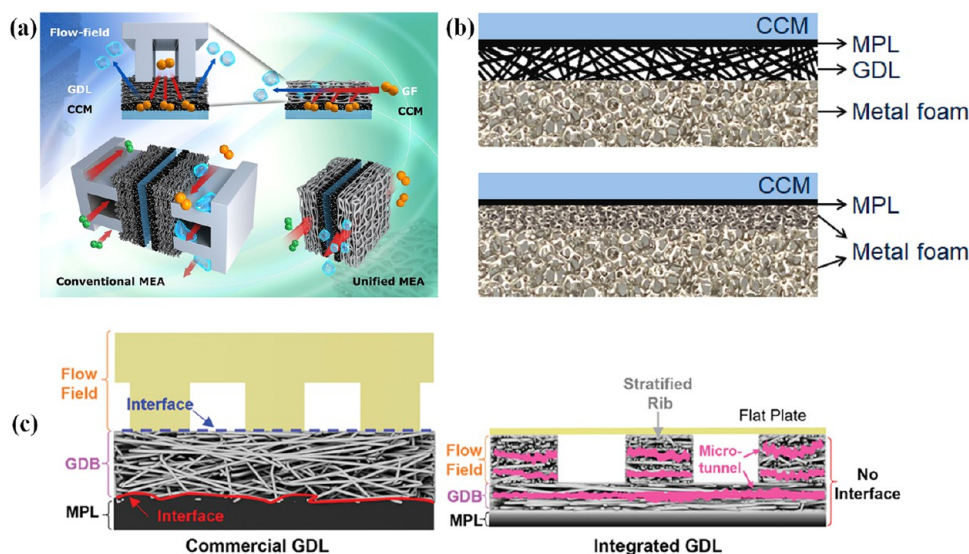 (a)
Flow-field
GDL
CCM
GF
CCM
Conventional MEA
Unified MEA
(b)
CCM
MPL
GDL
Metal foam
CCM
MPL
Metal foam
(c)
Flow
Field
Interface
GDB
MPL
Interface
Commercial GDL
Stratified
Rib
Flat Plate
Flow
Field
Micro-
tunnel
GDB
MPL
No
Interface
Integrated GDL